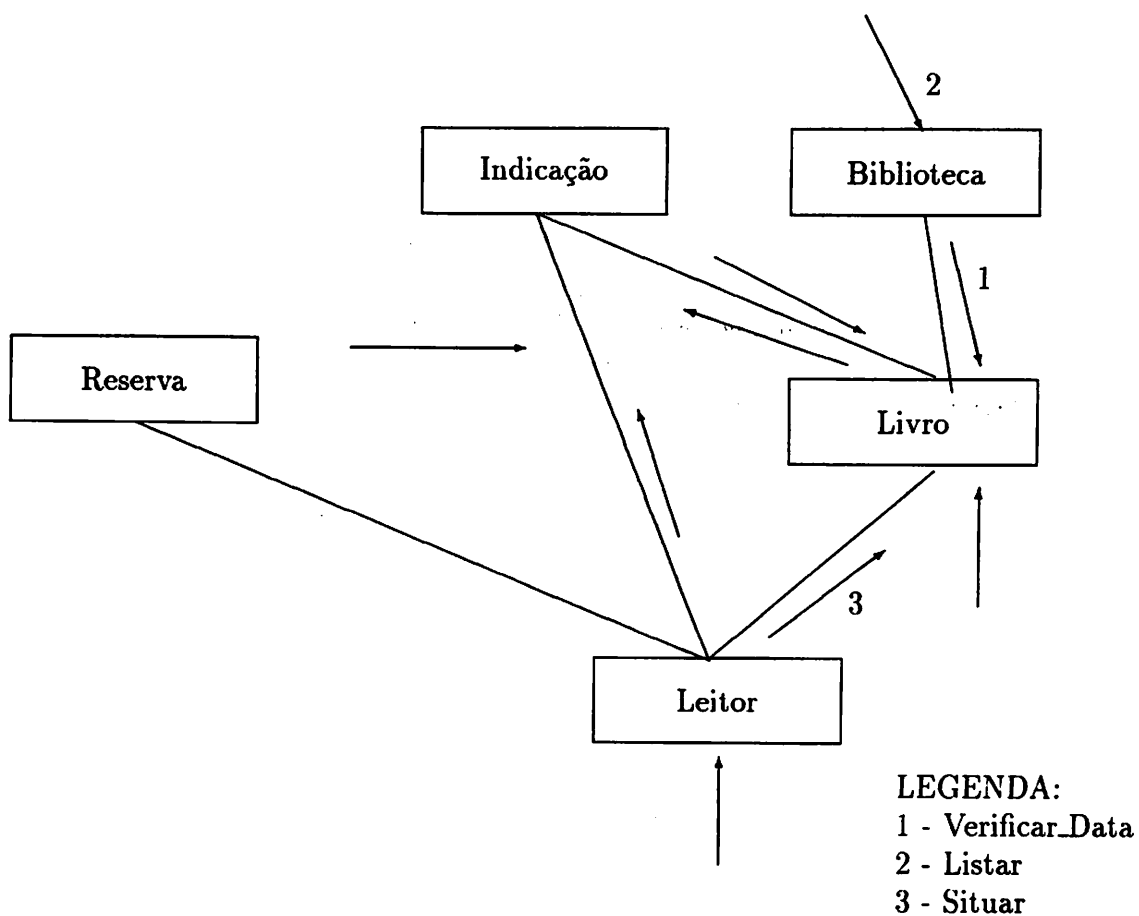 2
Indicação
Biblioteca
1
Reserva
Livro
3
Leitor
LEGENDA:
1 - Verificar_Data
2 - Listar
3 - Situar